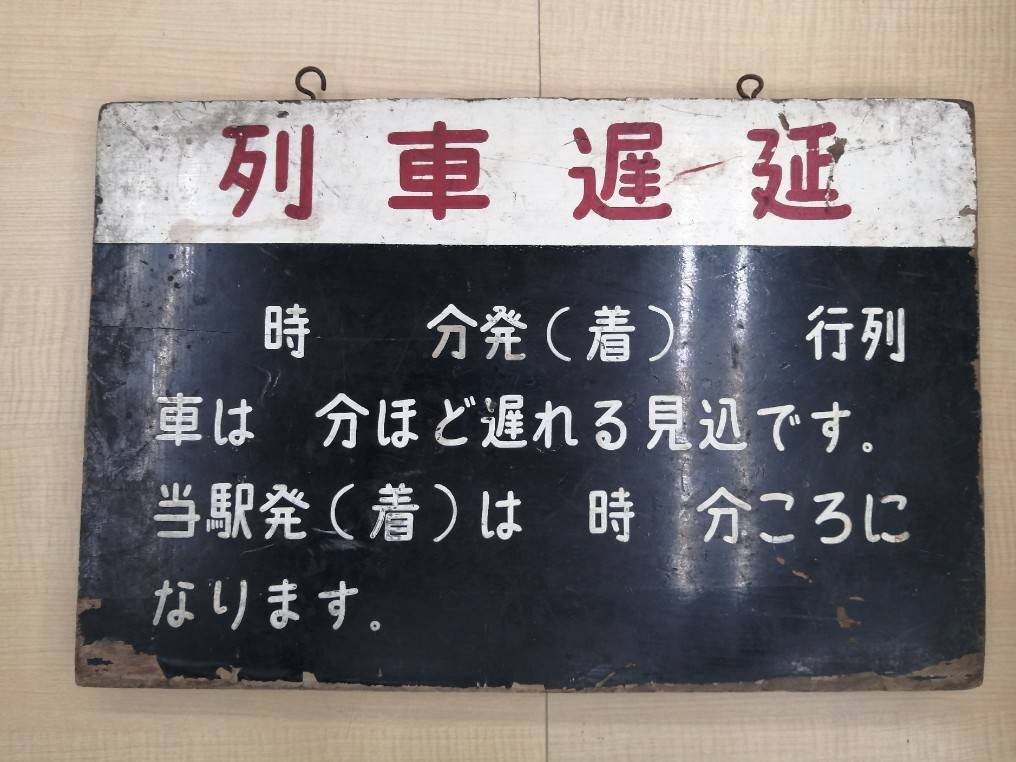 列車遅延
時 分発(着) 行列
車は 分ほど遅れる見込です。
当駅発(着)は 時 分ころに
なります。